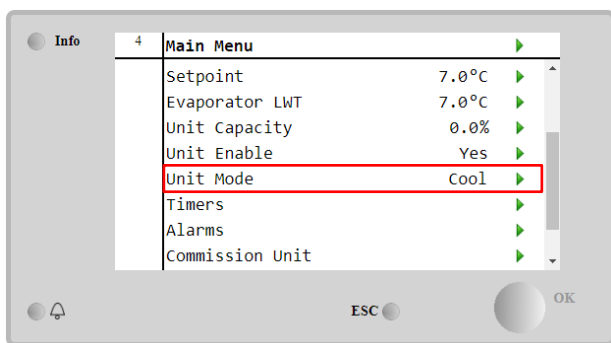 Info
4 Main Menu
Setpoint 7.0°C
Evaporator LWT 7.0°C
Unit Capacity 0.0%
Unit Enable Yes
Unit Mode Cool
Timers
Alarms
Commission Unit
ESC
OK